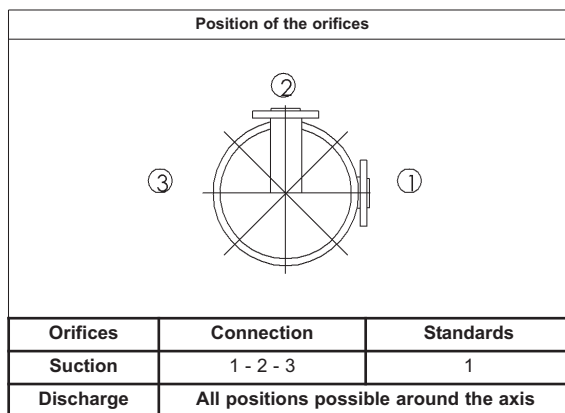 Position of the orifices
2
3
1
Orifices Connection Standards
Suction 1 - 2 - 3 1
Discharge All positions possible around the axis